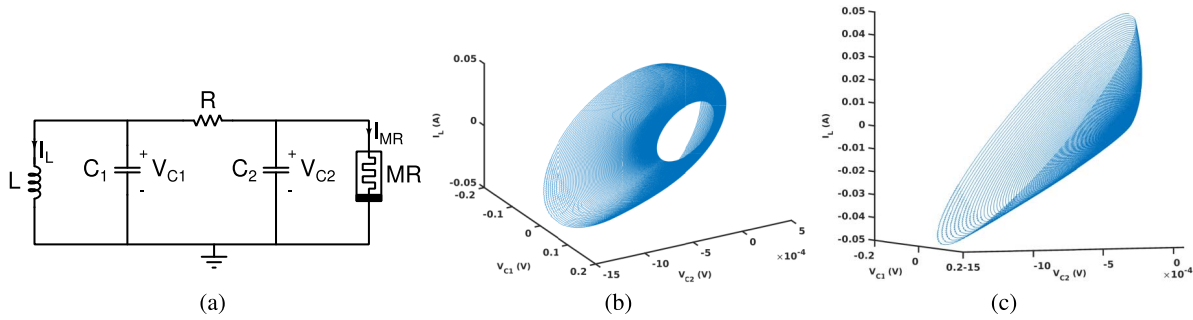 R
I_L
I_MR
L
C_1
+
V_C1
-
C_2
+
V_C2
-
MR
(a)
0.05
0
-0.05
I_L (A)
-0.2
-0.1
0
0.1
0.2
V_C1 (V)
-15
-10
-5
0
5
×10^-4
V_C2 (V)
(b)
0.05
0.04
0.03
0.02
0.01
0
-0.01
-0.02
-0.03
-0.04
-0.05
I_L (A)
-0.2
0
0.2
V_C1 (V)
-15
-10
-5
0
×10^-4
V_C2 (V)
(c)